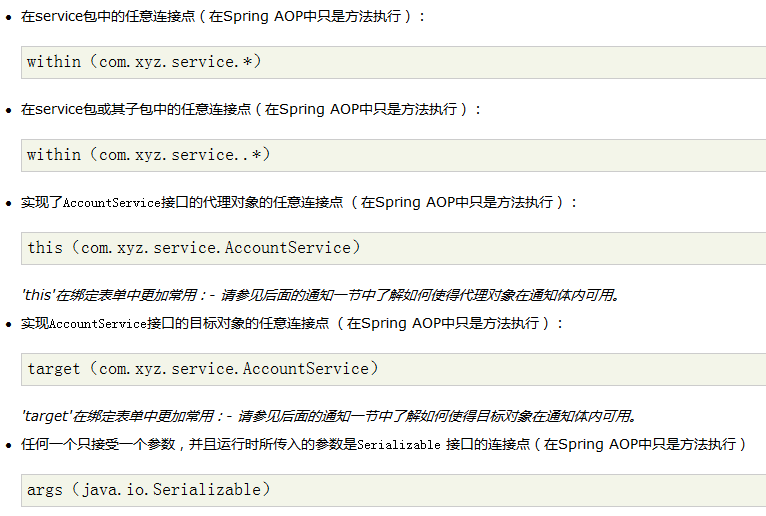 在service包中的任意连接点（在Spring AOP中只是方法执行）：
within（com.xyz.service.*）
在service包或其子包中的任意连接点（在Spring AOP中只是方法执行）：
within（com.xyz.service..*）
实现了AccountService接口的代理对象的任意连接点 （在Spring AOP中只是方法执行）：
this（com.xyz.service.AccountService）
'this'在绑定表单中更加常用：- 请参见后面的通知一节中了解如何使得代理对象在通知体内可用。
实现AccountService接口的目标对象的任意连接点 （在Spring AOP中只是方法执行）：
target（com.xyz.service.AccountService）
'target'在绑定表单中更加常用：- 请参见后面的通知一节中了解如何使得目标对象在通知体内可用。
任何一个只接受一个参数，并且运行时所传入的参数是Serializable 接口的连接点（在Spring AOP中只是方法执行）
args（java.io.Serializable）